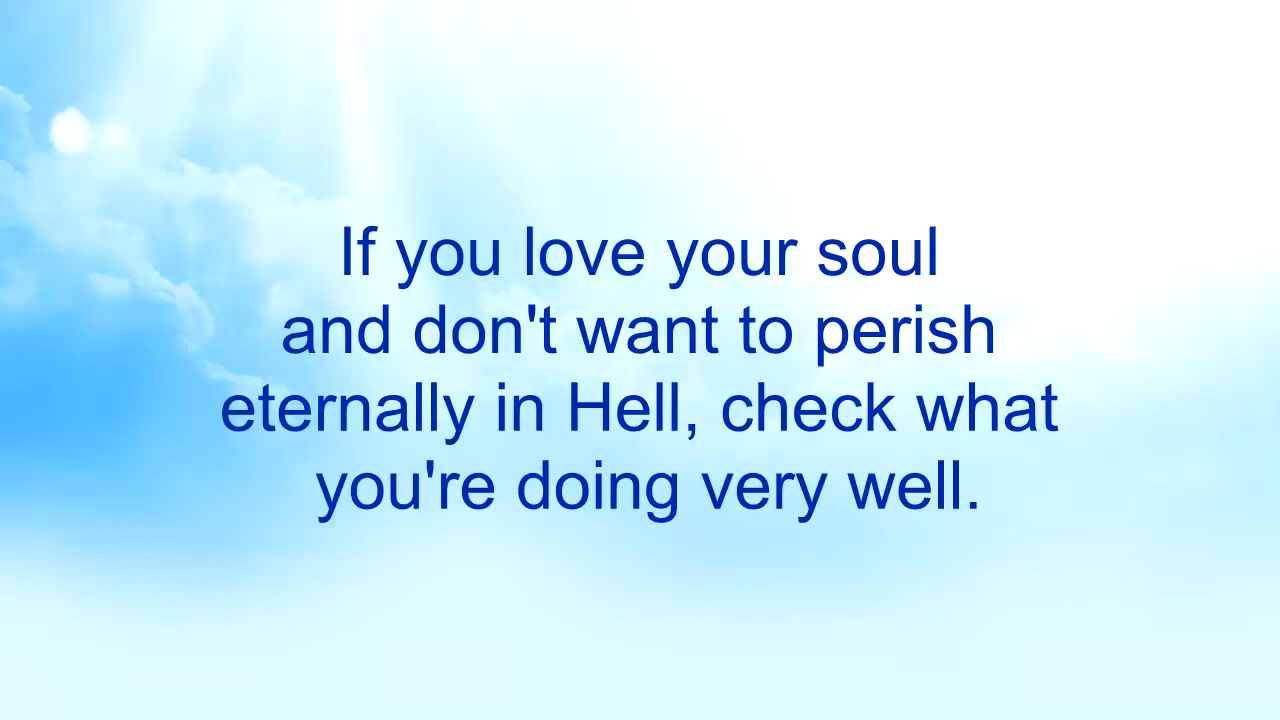 If you love your soul
and don't want to perish
eternally in Hell, check what
you're doing very well.